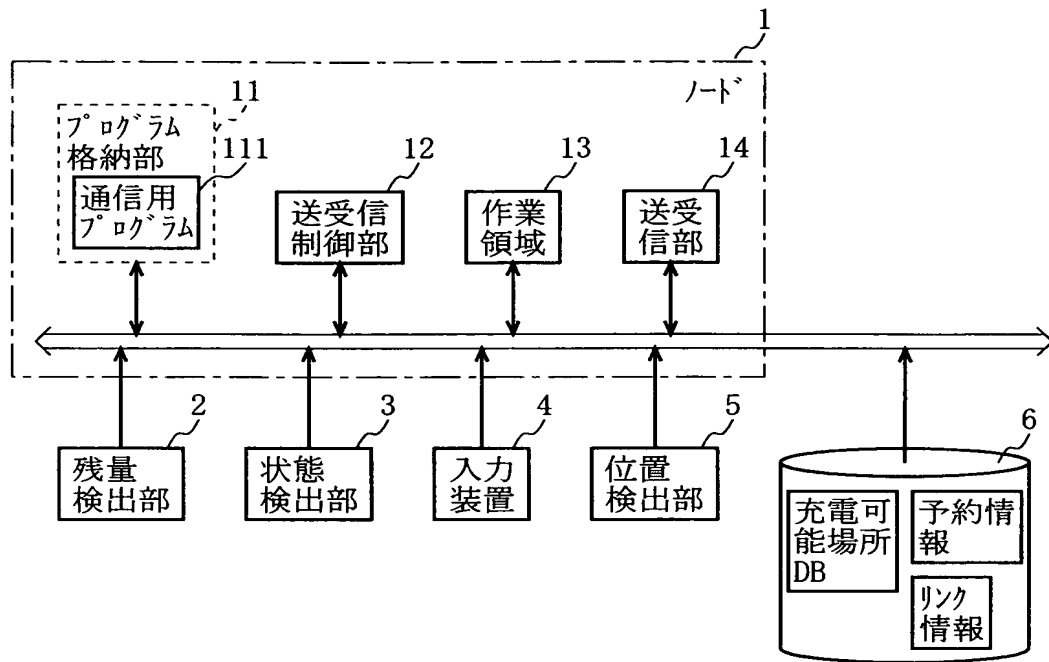 1
ノード
11
プログラム
格納部
111
通信用
プログラム
12
送受信
制御部
13
作業
領域
14
送受
信部
2
残量
検出部
3
状態
検出部
4
入力
装置
5
位置
検出部
6
充電可
能場所
DB
予約情
報
リンク
情報